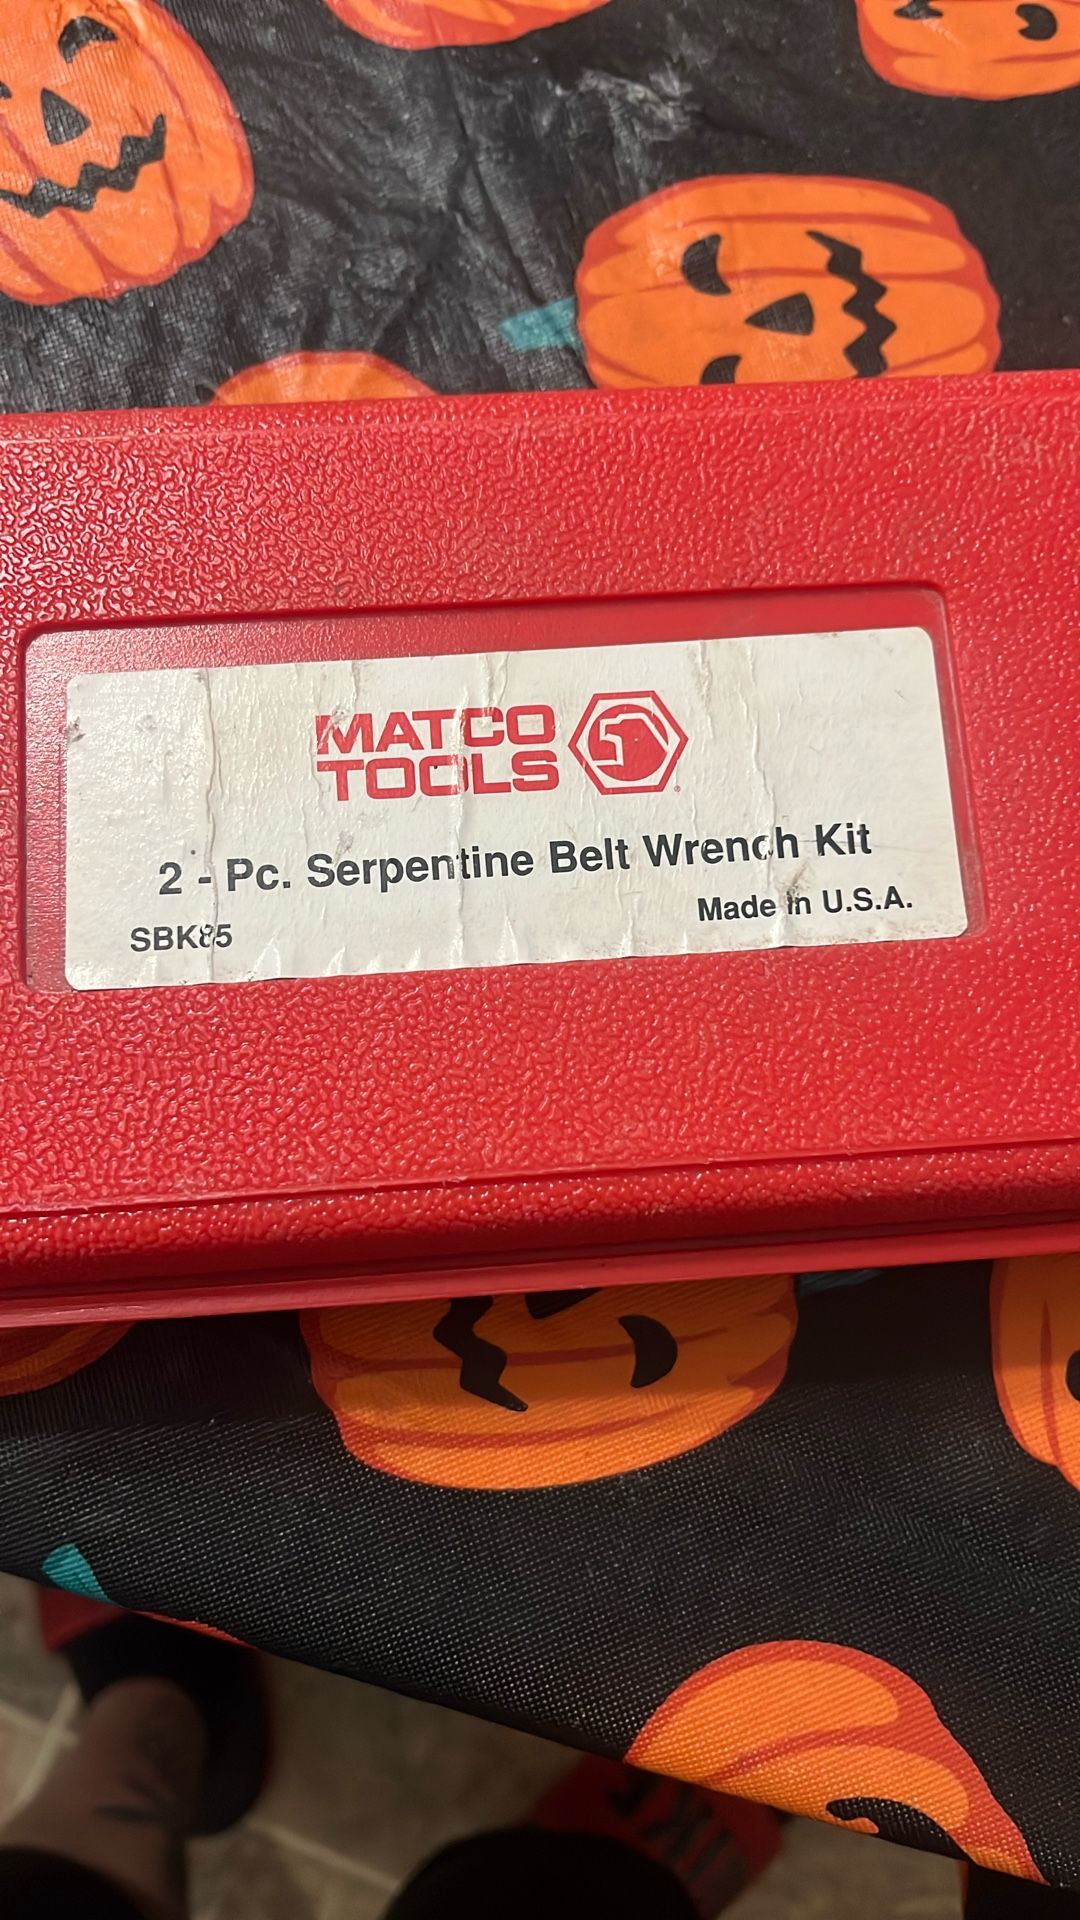 MATCO
TOOLS
2 - Pc. Serpentine Belt Wrench Kit
Made in U.S.A.
SBK85